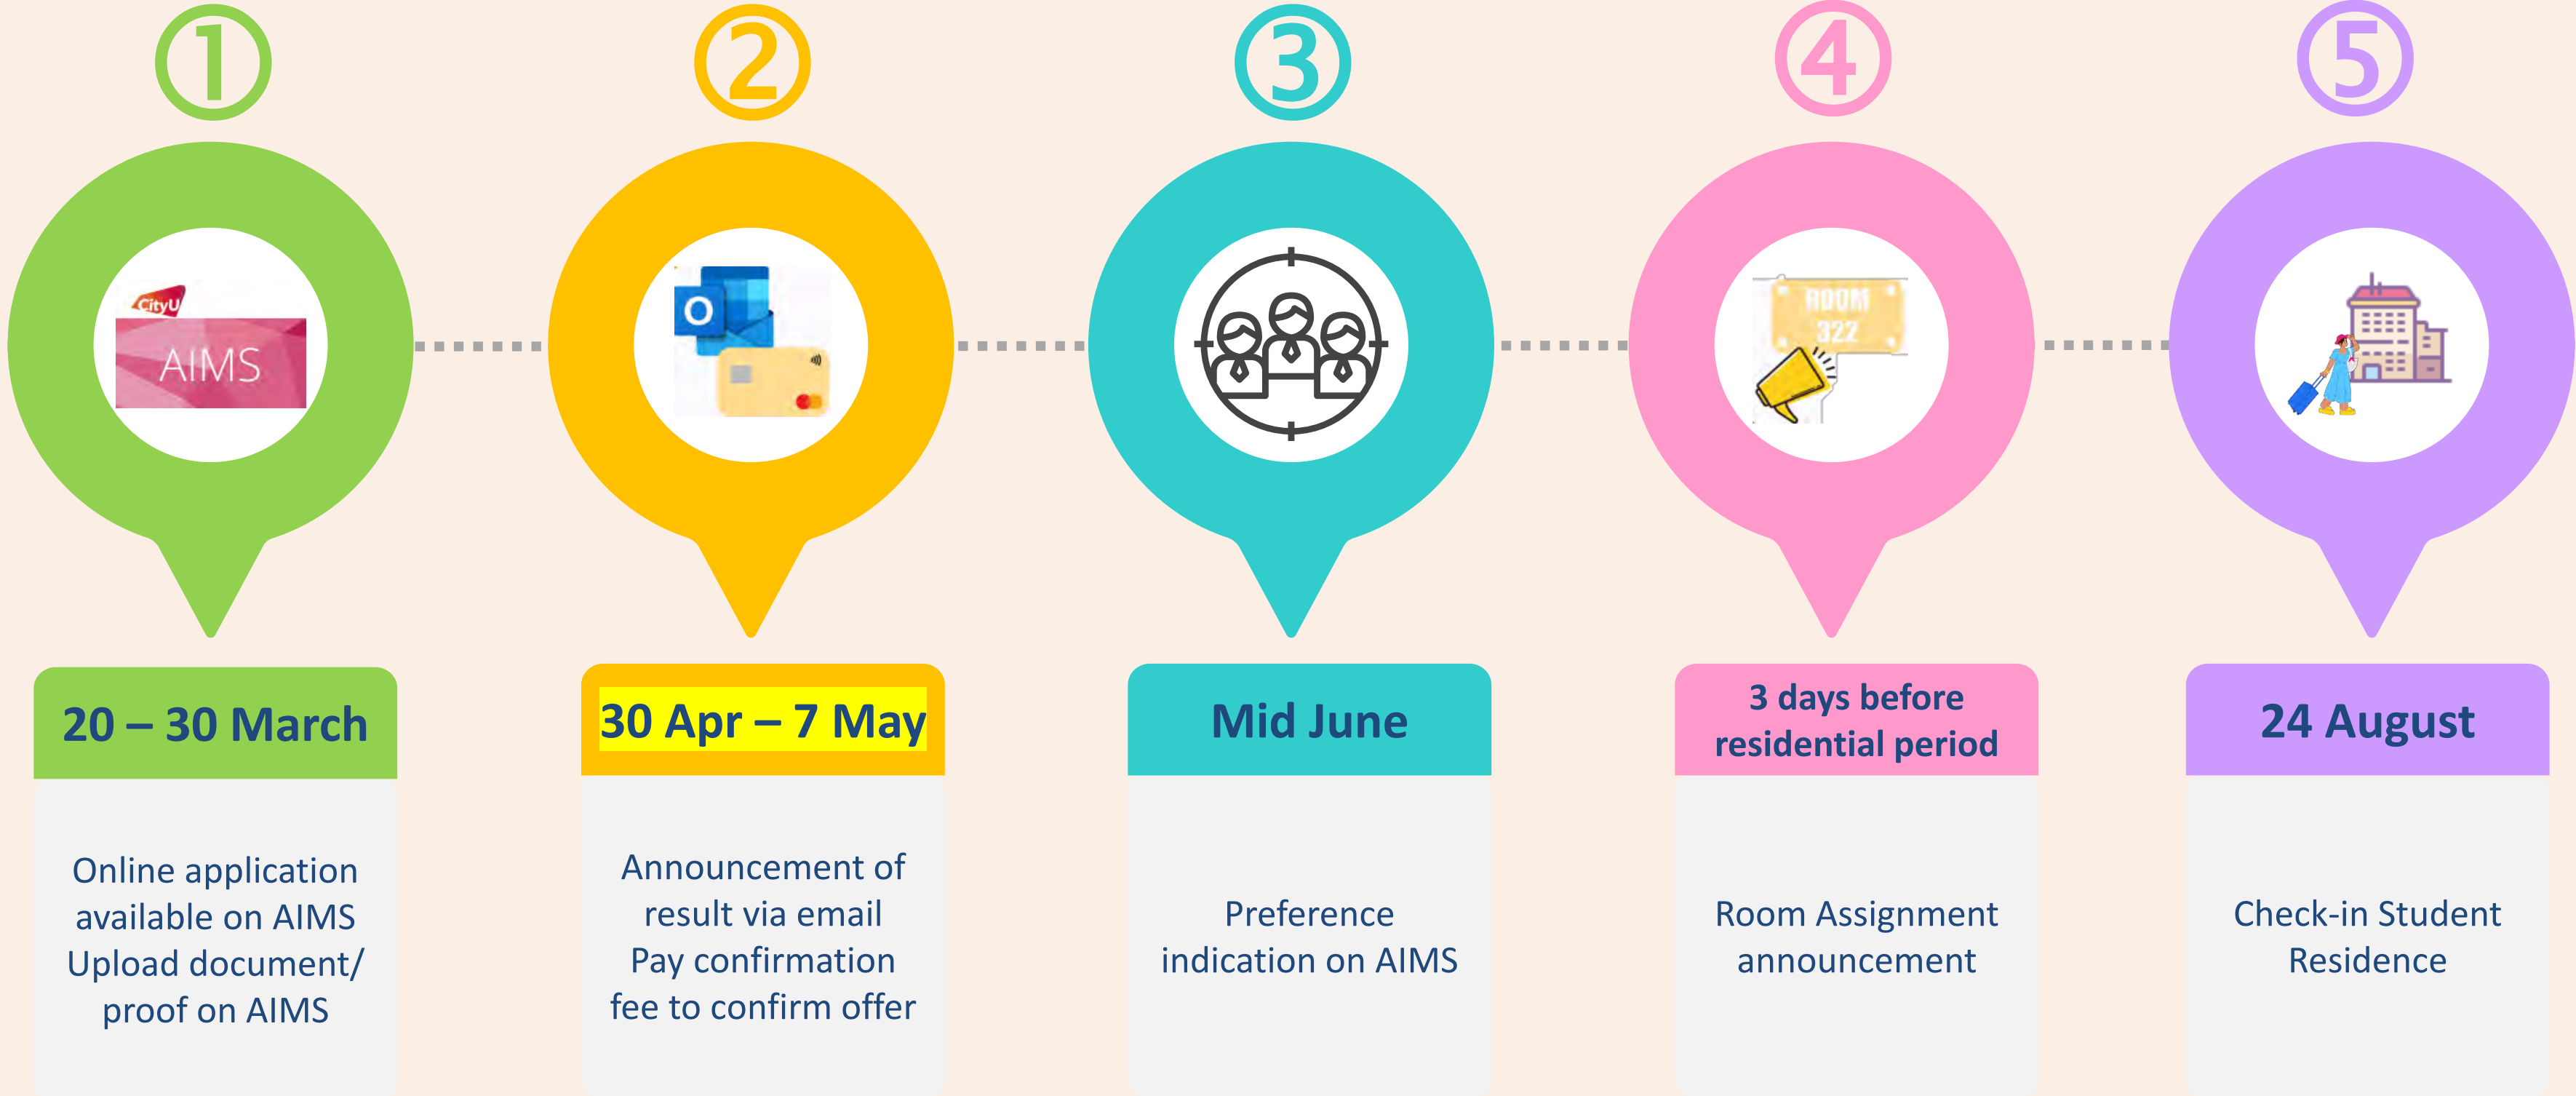 ①
②
③
④
⑤
CityU
AIMS
O
ROOM
322
20 – 30 March
Online application
available on AIMS
Upload document/
proof on AIMS
30 Apr – 7 May
Announcement of
result via email
Pay confirmation
fee to confirm offer
Mid June
Preference
indication on AIMS
3 days before
residential period
Room Assignment
announcement
24 August
Check-in Student
Residence